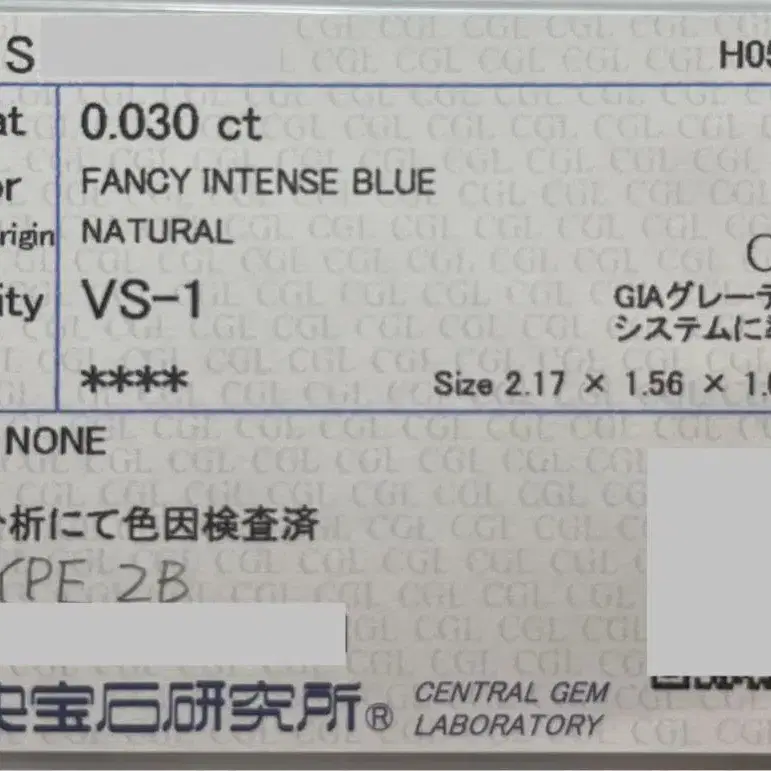 S
H05
at 0.030 ct
or FANCY INTENSE BLUE
rigin NATURAL
ity VS-1
GIAグレーデ
システムに
**** Size 2.17 × 1.56 × 1.
NONE
分析にて色因検査済
YPE 2B
央宝石研究所® CENTRAL GEM
LABORATORY